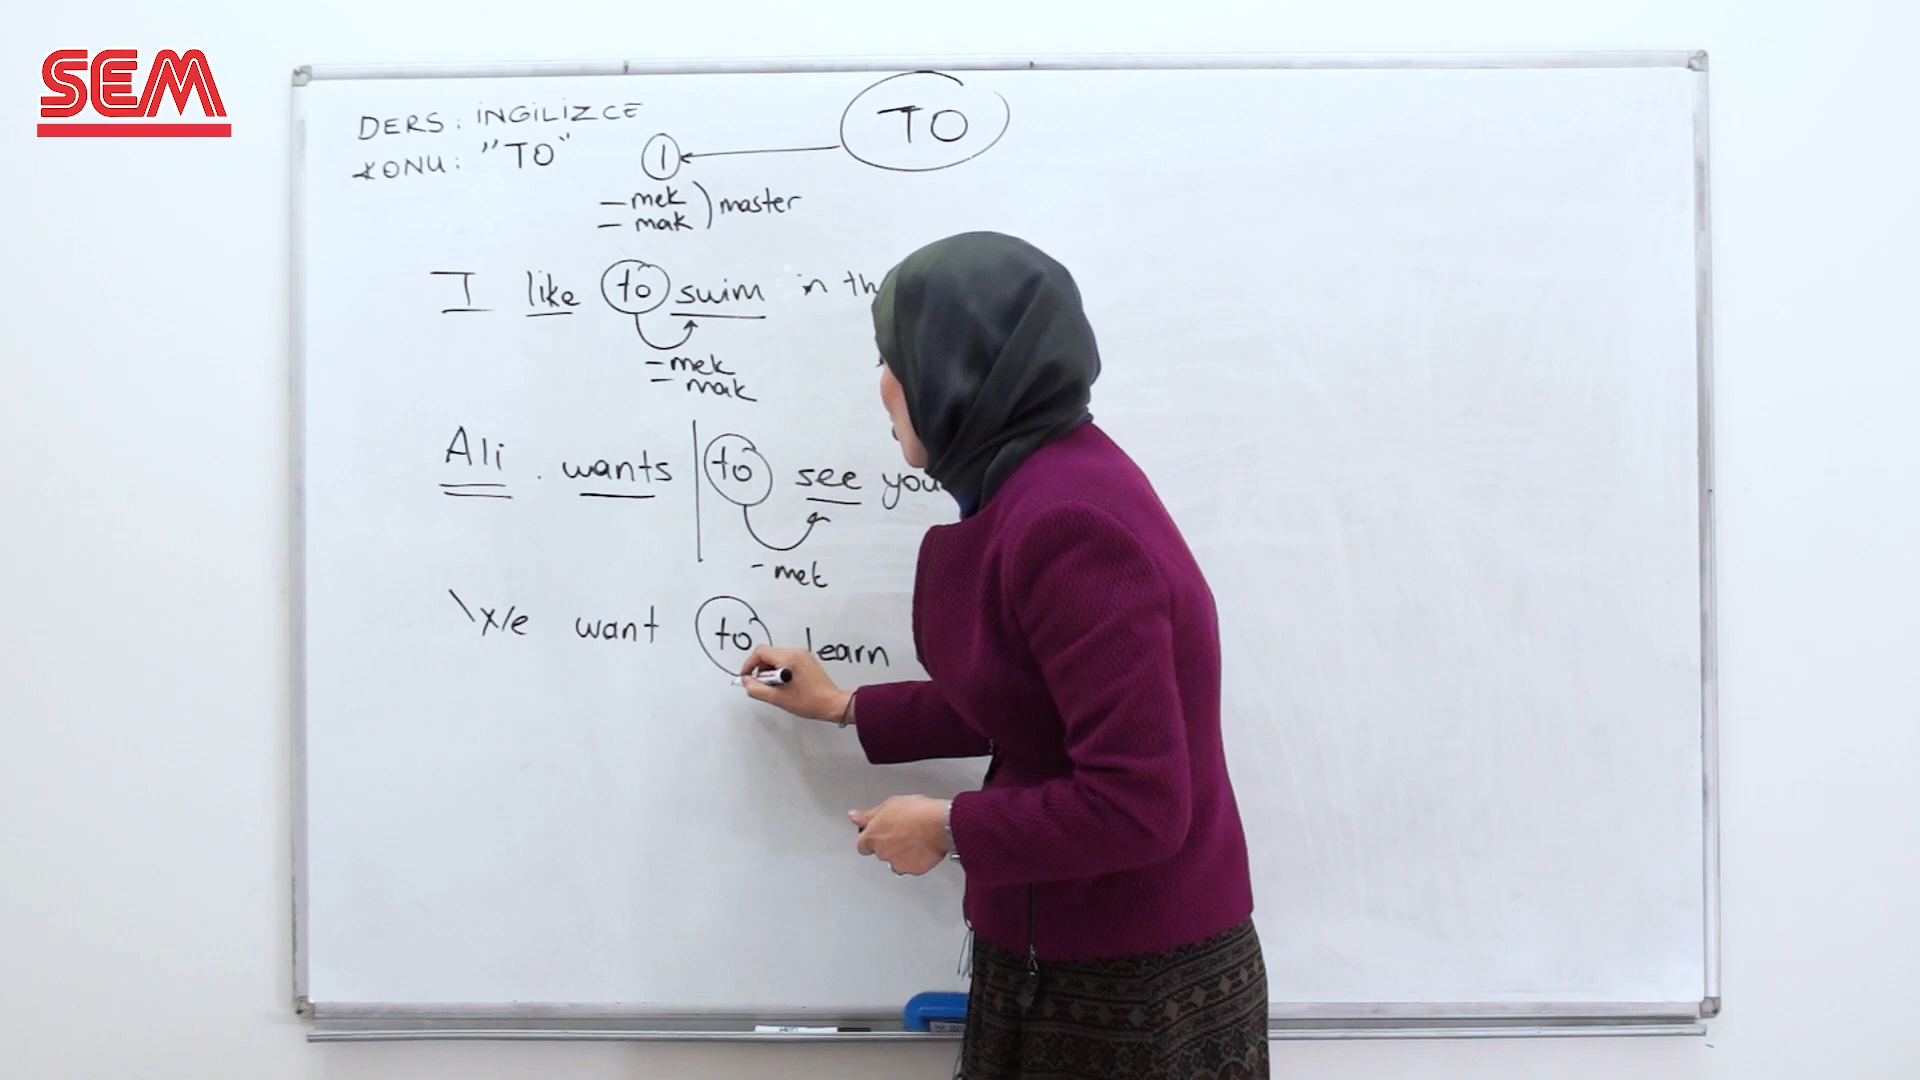 SEM
DERS: İNGİLİZCE
KONU: "TO"
TO
1
- mek
- mak ) master
I like to swim in th
- mek
- mak
Ali wants to see you
- mek
We want to learn